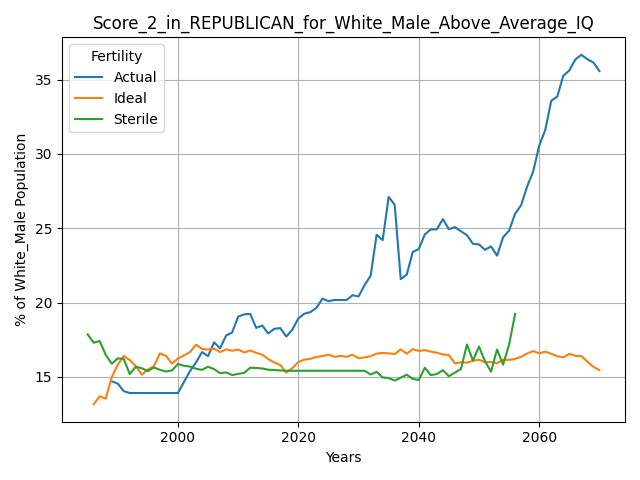 Score_2_in_REPUBLICAN_for_White_Male_Above_Average_IQ
Fertility
Actual
Ideal
Sterile
% of White_Male Population
35
30
25
20
15
2000
2020
2040
2060
Years